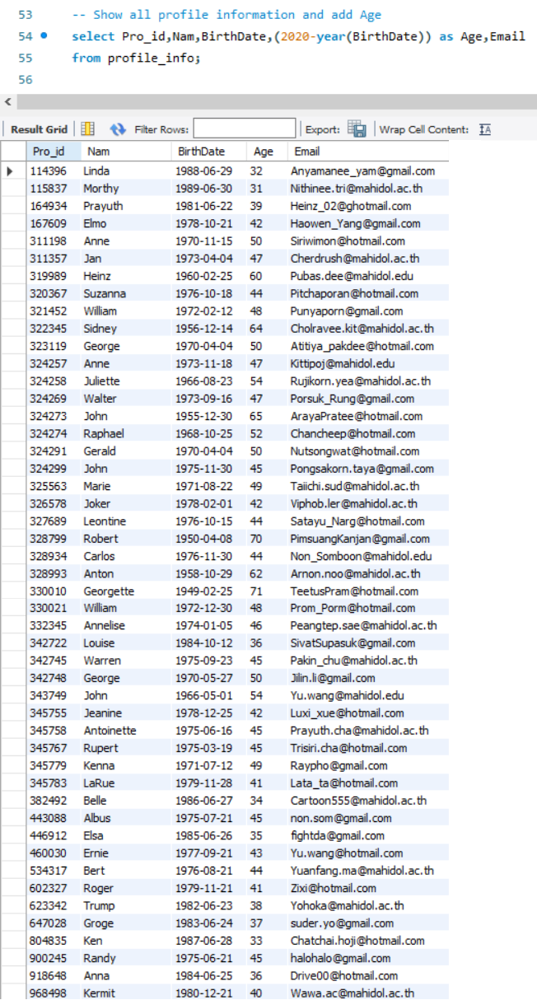 53 -- Show all profile information and add Age
54 select Pro_id,Nam,BirthDate,(2020-year(BirthDate)) as Age,Email
55 from profile_info;
56
Result Grid Filter Rows: Export: Wrap Cell Content: IA
Pro_id Nam BirthDate Age Email
114396 Linda 1988-06-29 32 Anyamanee_yam@gmail.com
115837 Morthy 1989-06-30 31 Nithinee.tri@mahidol.ac.th
164934 Prayuth 1981-06-22 39 Heinz_02@ghotmail.com
167609 Elmo 1978-10-21 42 Haowen_Yang@gmail.com
311198 Anne 1970-11-15 50 Siriwimon@hotmail.com
311357 Jan 1973-04-04 47 Cherdrush@mahidol.ac.th
319989 Heinz 1960-02-25 60 Pubas.dee@mahidol.edu
320367 Suzanna 1976-10-18 44 Pitchaporan@hotmail.com
321452 William 1972-02-12 48 Punyaporn@gmail.com
322345 Sidney 1956-12-14 64 Cholravee.kit@mahidol.ac.th
323119 George 1970-04-04 50 Atitiya_pakdee@hotmail.com
324257 Anne 1973-11-18 47 Kittipoj@mahidol.edu
324258 Juliette 1966-08-23 54 Rujikorn.yea@mahidol.ac.th
324269 Walter 1973-09-16 47 Porsuk_Rung@gmail.com
324273 John 1955-12-30 65 ArayaPratee@hotmail.com
324274 Raphael 1968-10-25 52 Chancheep@hotmail.com
324291 Gerald 1970-04-04 50 Nutsongwat@hotmail.com
324299 John 1975-11-30 45 Pongsakorn.taya@gmail.com
325563 Marie 1971-08-22 49 Taiichi.sud@mahidol.ac.th
326578 Joker 1978-02-01 42 Viphob.ler@mahidol.ac.th
327689 Leontine 1976-10-15 44 Satayu_Narg@hotmail.com
328799 Robert 1950-04-08 70 PimsuangKanjan@gmail.com
328934 Carlos 1976-11-30 44 Non_Somboon@mahidol.edu
328993 Anton 1958-10-29 62 Arnon.noo@mahidol.ac.th
330010 Georgette 1949-02-25 71 TeetusPram@hotmail.com
330021 William 1972-12-30 48 Prom_Porm@hotmail.com
332345 Annelise 1974-01-05 46 Peangtep.sae@mahidol.ac.th
342722 Louise 1984-10-12 36 SivatSupasuk@gmail.com
342745 Warren 1975-09-23 45 Pakin_chu@mahidol.ac.th
342748 George 1970-05-27 50 Jilin.li@gmail.com
343749 John 1966-05-01 54 Yu.wang@mahidol.edu
345755 Jeanine 1978-12-25 42 Luxi_xue@hotmail.com
345758 Antoinette 1975-06-16 45 Prayuth.cha@mahidol.ac.th
345767 Rupert 1975-03-19 45 Trisiri.cha@hotmail.com
345779 Kenna 1971-07-12 49 Raypho@gmail.com
345783 LaRue 1979-11-28 41 Lata_ta@hotmail.com
382492 Belle 1986-06-27 34 Cartoon555@mahidol.ac.th
443088 Albus 1975-07-21 45 non.som@gmail.com
446912 Elsa 1985-06-26 35 fightda@gmail.com
460030 Ernie 1977-09-21 43 Yu.wang@hotmail.com
534317 Bert 1976-08-21 44 Yuanfang.ma@mahidol.ac.th
602327 Roger 1979-11-21 41 Zixi@hotmail.com
623342 Trump 1982-06-23 38 Yohoka@mahidol.ac.th
647028 Groge 1983-06-24 37 suder.yo@gmail.com
804835 Ken 1987-06-28 33 Chatchai.hoji@hotmail.com
900245 Randy 1975-06-21 45 halohalo@gmail.com
918648 Anna 1984-06-25 36 Drive00@hotmail.com
968498 Kermit 1980-12-21 40 Wawa.ac@mahidol.ac.th